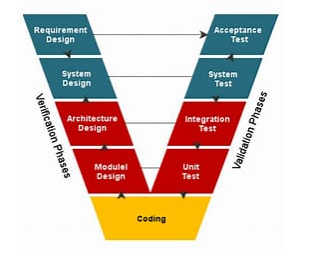 Requirement
Design
Acceptance
Test
System
Design
System
Test
Architecture
Design
Integration
Test
Modulel
Design
Unit
Test
Coding
Verification Phases
Validation Phases